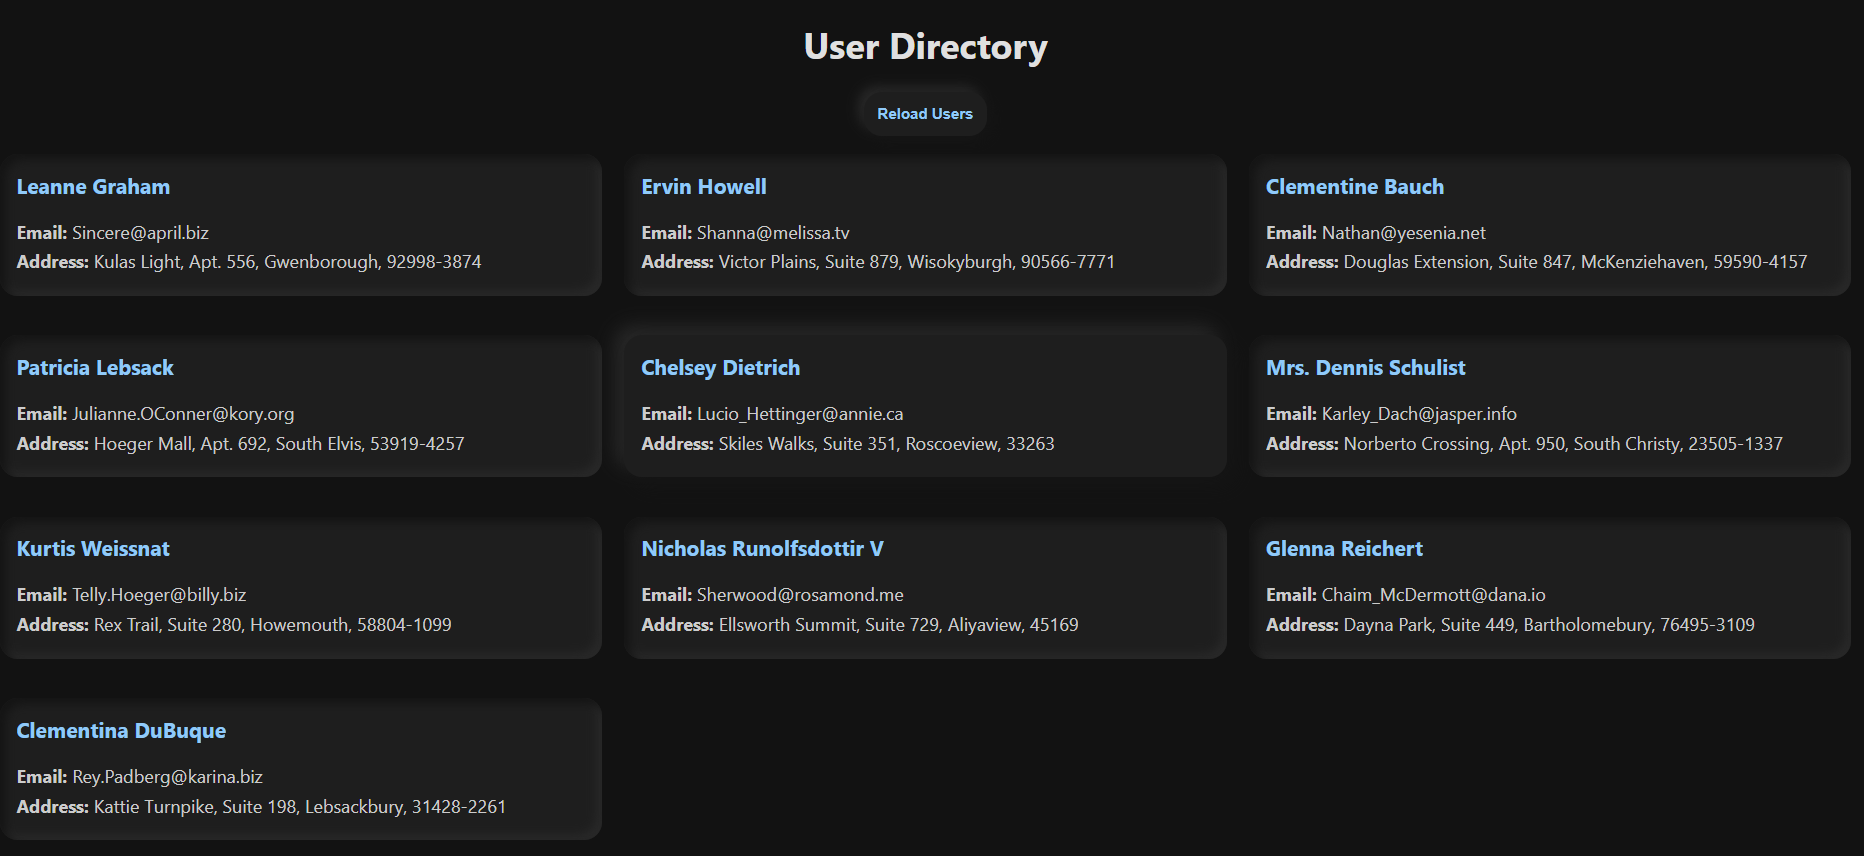 User Directory
Reload Users
Leanne Graham
Email: Sincere@april.biz
Address: Kulas Light, Apt. 556, Gwenborough, 92998-3874
Ervin Howell
Email: Shanna@melissa.tv
Address: Victor Plains, Suite 879, Wisokyburgh, 90566-7771
Clementine Bauch
Email: Nathan@yesenia.net
Address: Douglas Extension, Suite 847, McKenziehaven, 59590-4157
Patricia Lebsack
Email: Julianne.OConner@kory.org
Address: Hoeger Mall, Apt. 692, South Elvis, 53919-4257
Chelsey Dietrich
Email: Lucio_Hettinger@annie.ca
Address: Skiles Walks, Suite 351, Roscoeview, 33263
Mrs. Dennis Schulist
Email: Karley_Dach@jasper.info
Address: Norberto Crossing, Apt. 950, South Christy, 23505-1337
Kurtis Weissnat
Email: Telly.Hoeger@billy.biz
Address: Rex Trail, Suite 280, Howemouth, 58804-1099
Nicholas Runolfsdottir V
Email: Sherwood@rosamond.me
Address: Ellsworth Summit, Suite 729, Aliyaview, 45169
Glenna Reichert
Email: Chaim_McDermott@dana.io
Address: Dayna Park, Suite 449, Bartholomebury, 76495-3109
Clementina DuBuque
Email: Rey.Padberg@karina.biz
Address: Kattie Turnpike, Suite 198, Lebsackbury, 31428-2261